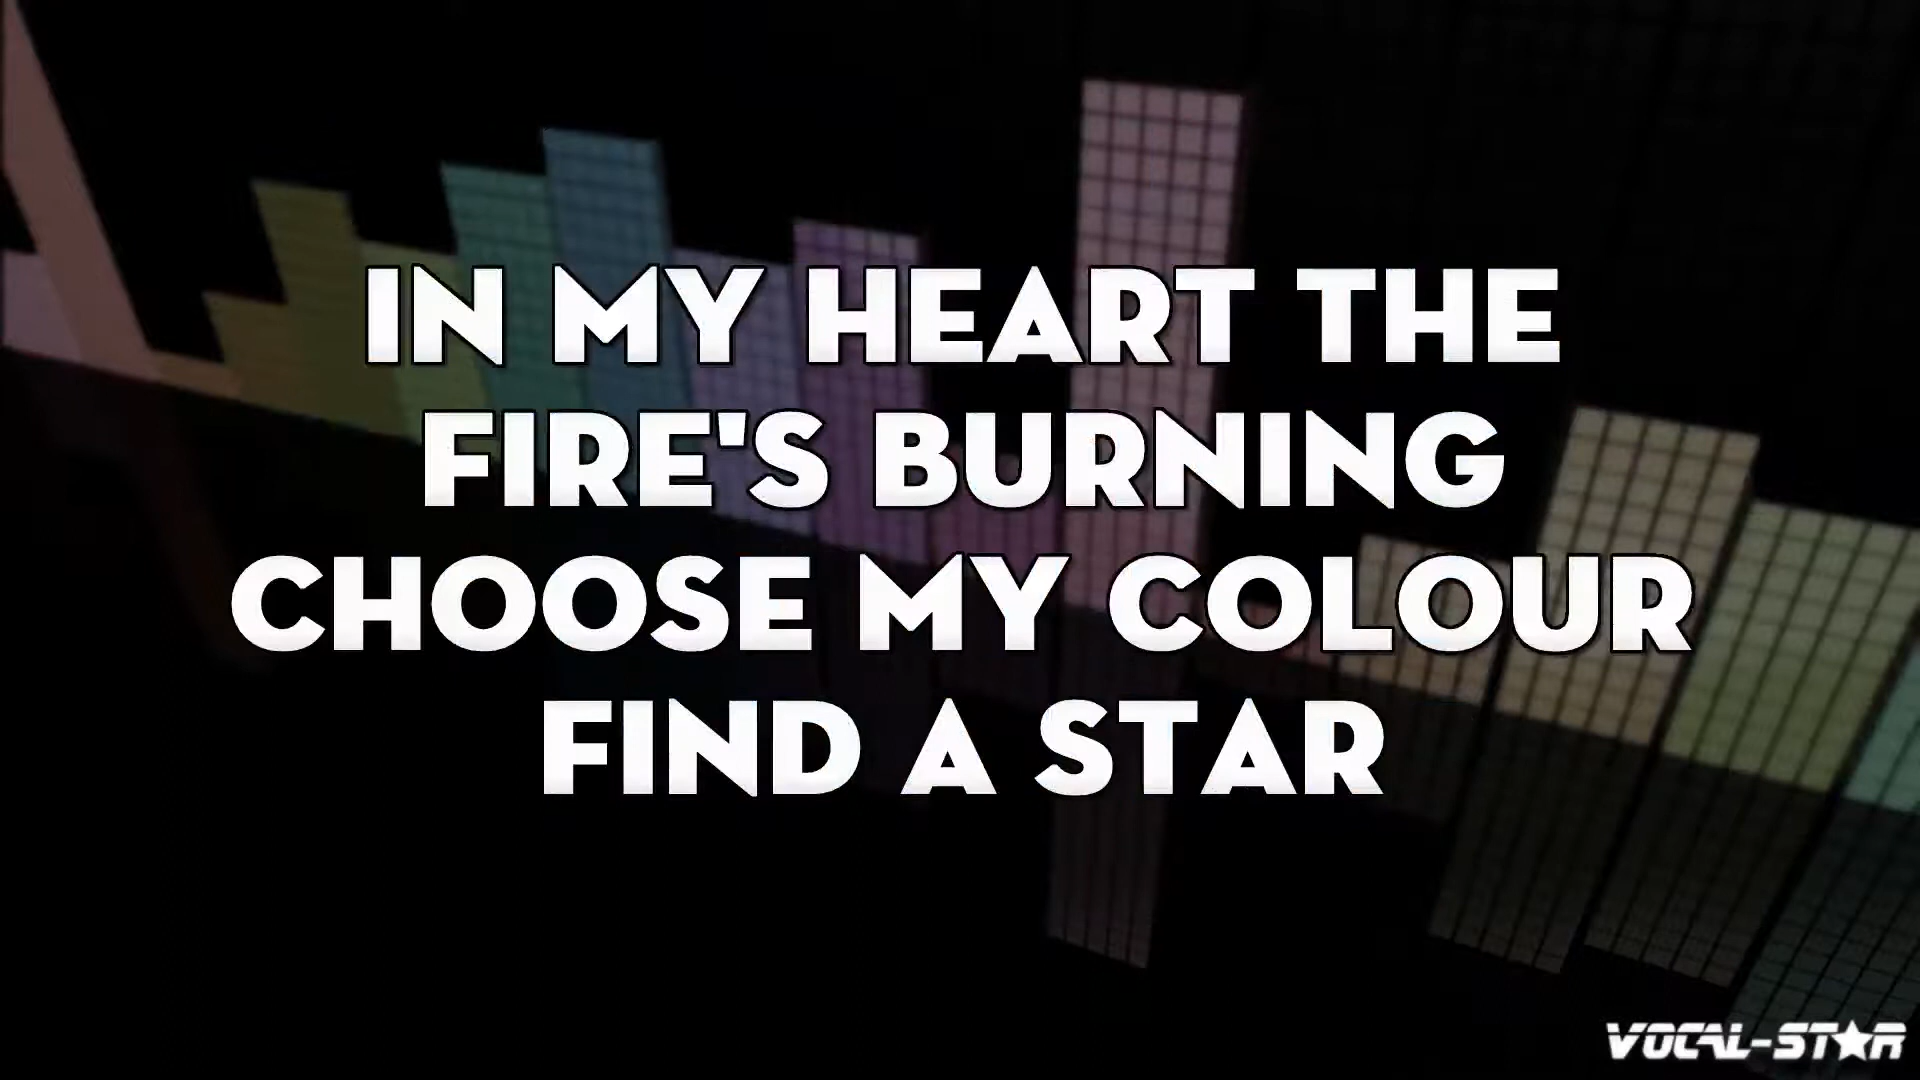 IN MY HEART THE
FIRE'S BURNING
CHOOSE MY COLOUR
FIND A STAR
VOCAL-STAR